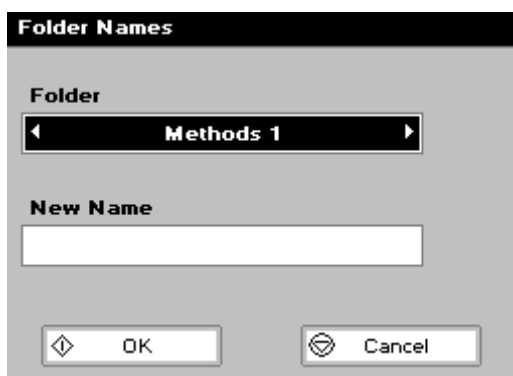 Folder Names
Folder
Methods 1
New Name
OK
Cancel